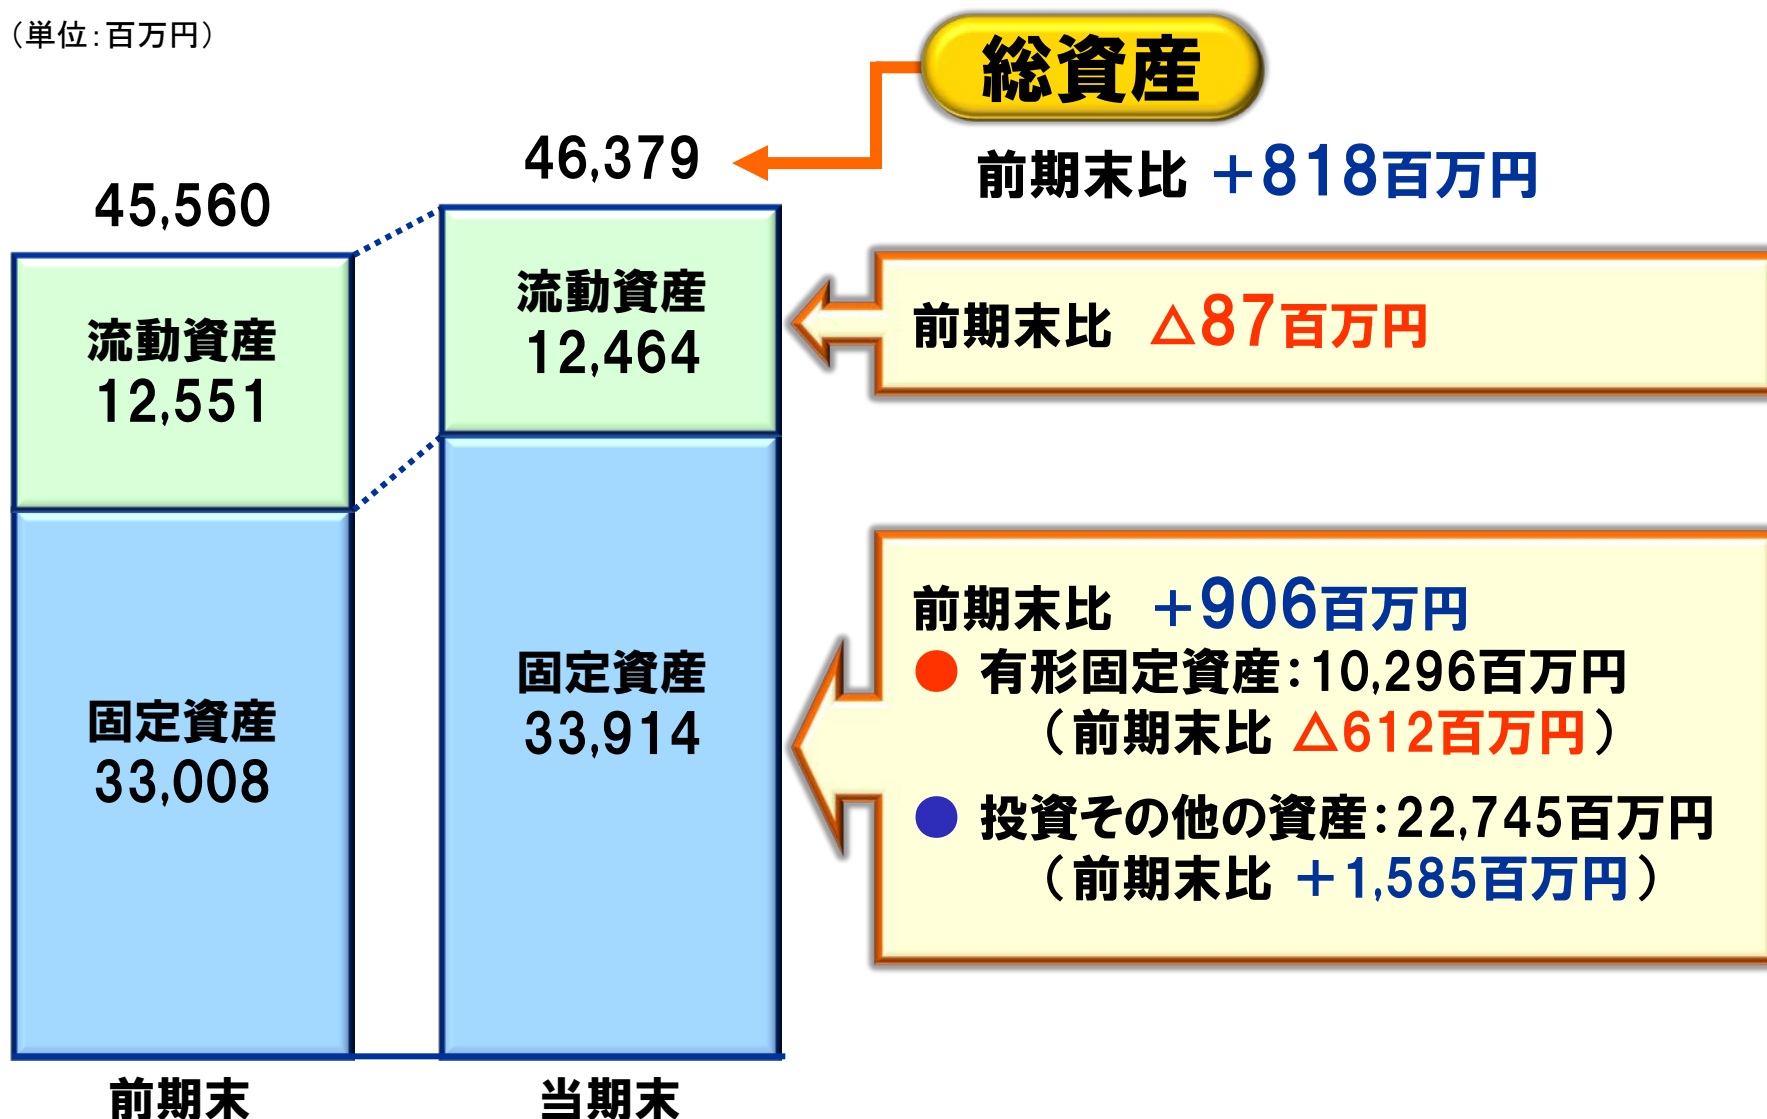 （単位：百万円）
総資産
46,379
前期末比 ＋818百万円
45,560
流動資産
12,551
流動資産
12,464
前期末比 △87百万円
固定資産
33,008
固定資産
33,914
前期末比 ＋906百万円
● 有形固定資産：10,296百万円
（前期末比 △612百万円）
● 投資その他の資産：22,745百万円
（前期末比 ＋1,585百万円）
前期末
当期末